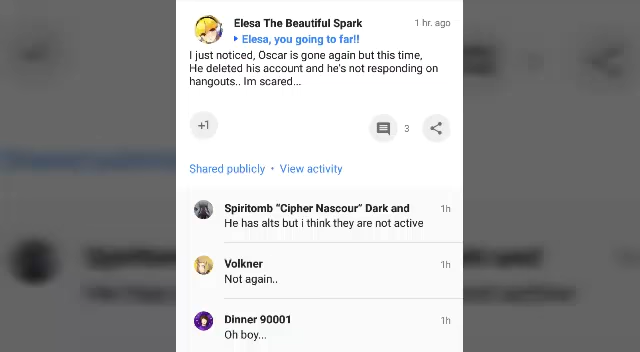 Elesa The Beautiful Spark
1 hr. ago
Elesa, you going to far!!
I just noticed, Oscar is gone again but this time,
He deleted his account and he's not responding on
hangouts.. Im scared...
+1
3
Shared publicly • View activity
Spiritomb “Cipher Nascour” Dark and
1h
He has alts but i think they are not active
Volkner
1h
Not again..
Dinner 90001
1h
Oh boy...